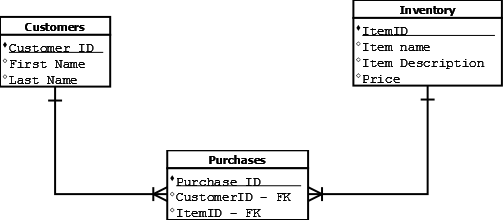 Customers
Customer ID
First Name
Last Name
Inventory
ItemID
Item name
Item Description
Price
Purchases
Purchase ID
CustomerID - FK
ItemID - FK